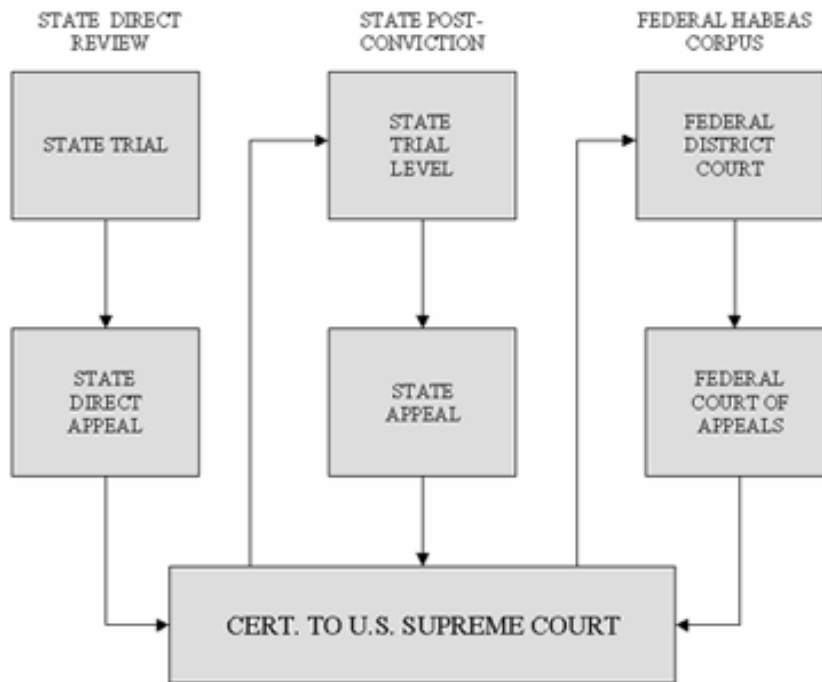 STATE DIRECT
REVIEW
STATE POST-
CONVICTION
FEDERAL HABEAS
CORPUS
STATE TRIAL
STATE
TRIAL
LEVEL
FEDERAL
DISTRICT
COURT
STATE
DIRECT
APPEAL
STATE
APPEAL
FEDERAL
COURT OF
APPEALS
CERT. TO U.S. SUPREME COURT